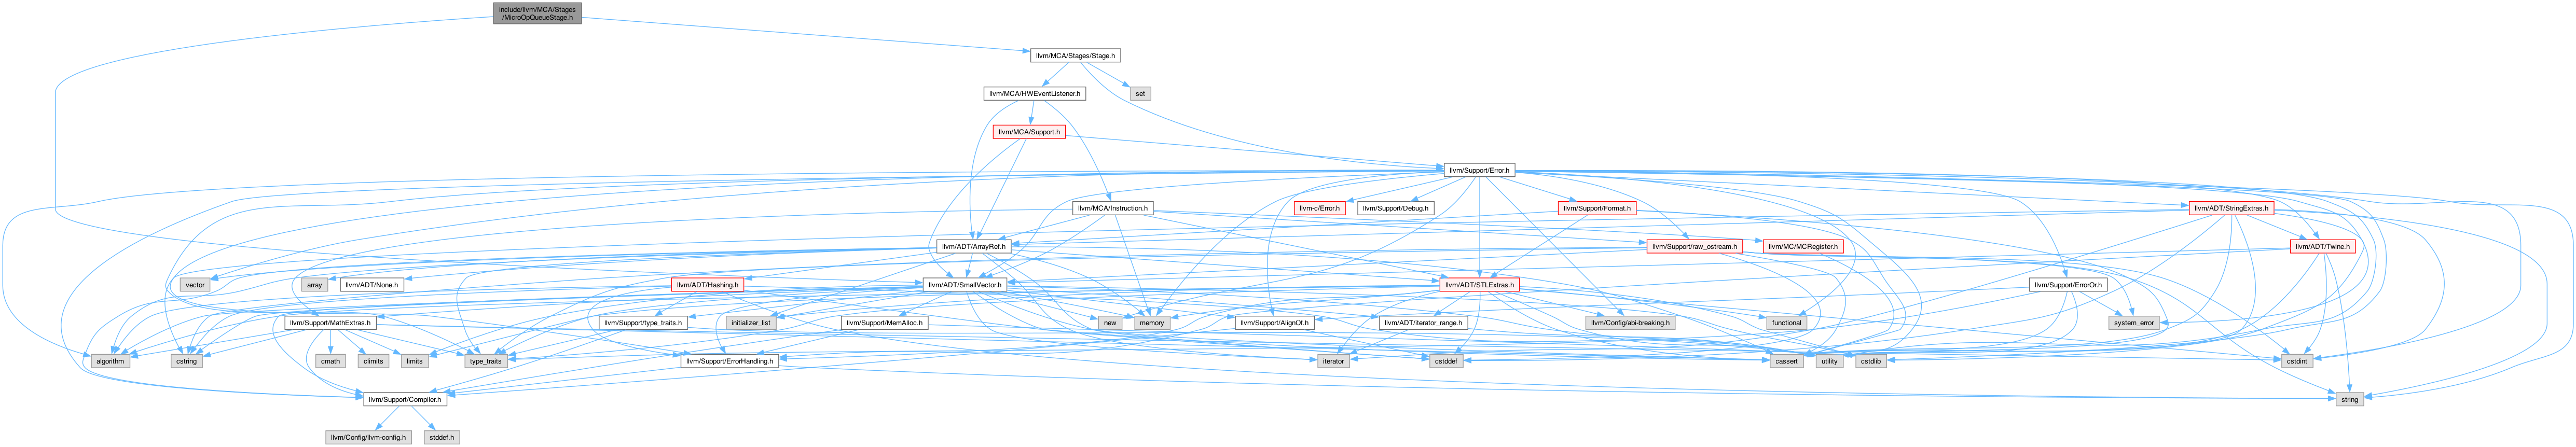 include/llvm/MCA/Stages
/MicroOpQueueStage.h
llvm/MCA/Stages/Stage.h
llvm/MCA/HWEventListener.h
set
llvm/MCA/Support.h
llvm/Support/Error.h
llvm/MCA/Instruction.h
llvm-c/Error.h
llvm/Support/Debug.h
llvm/Support/Format.h
llvm/ADT/StringExtras.h
llvm/ADT/ArrayRef.h
llvm/Support/raw_ostream.h
llvm/MC/MCRegister.h
llvm/ADT/Twine.h
vector
array
llvm/ADT/None.h
llvm/ADT/Hashing.h
llvm/ADT/SmallVector.h
llvm/ADT/STLExtras.h
llvm/Support/ErrorOr.h
llvm/Support/MathExtras.h
llvm/Support/type_traits.h
initializer_list
llvm/Support/MemAlloc.h
new
memory
llvm/Support/AlignOf.h
llvm/ADT/iterator_range.h
llvm/Config/abi-breaking.h
functional
system_error
algorithm
cstring
cmath
climits
limits
type_traits
llvm/Support/ErrorHandling.h
iterator
cstddef
cassert
utility
cstdlib
cstdint
llvm/Support/Compiler.h
string
llvm/Config/llvm-config.h
stddef.h